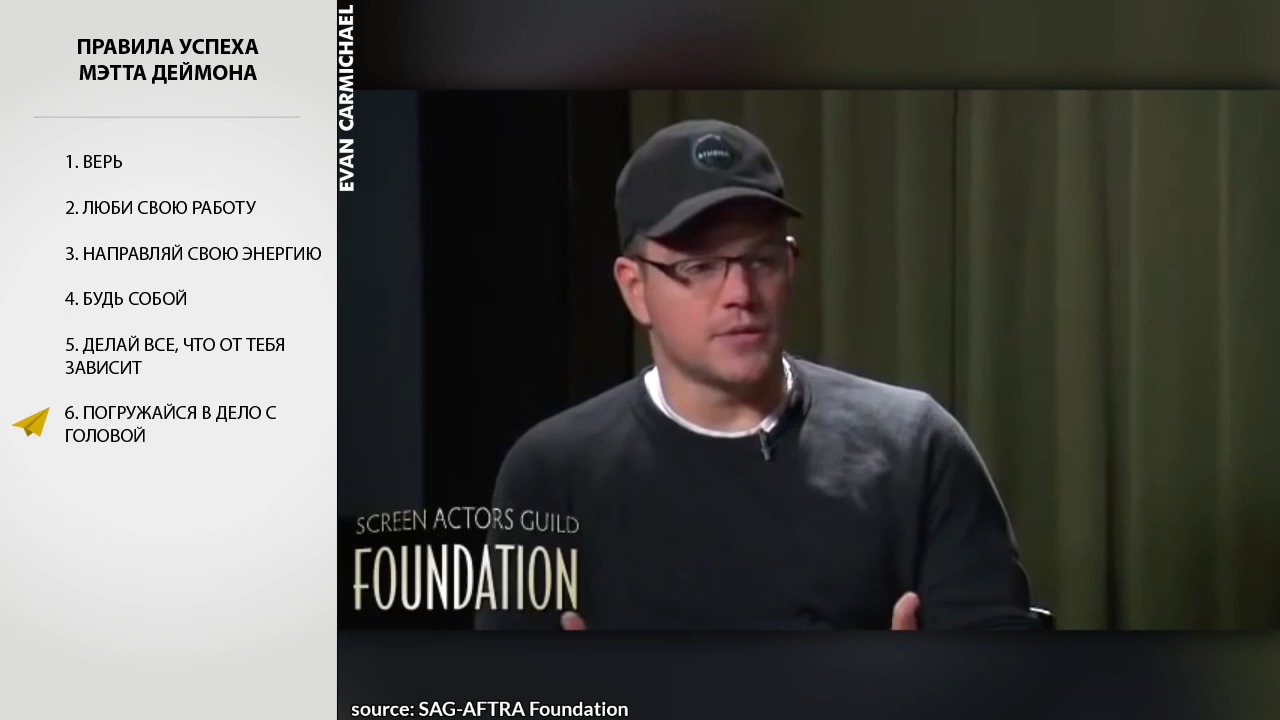 ПРАВИЛА УСПЕХА
МЭТТА ДЕЙМОНА
1. ВЕРЬ
2. ЛЮБИ СВОЮ РАБОТУ
3. НАПРАВЛЯЙ СВОЮ ЭНЕРГИЮ
4. БУДЬ СОБОЙ
5. ДЕЛАЙ ВСЕ, ЧТО ОТ ТЕБЯ
ЗАВИСИТ
6. ПОГРУЖАЙСЯ В ДЕЛО С
ГОЛОВОЙ
EVAN CARMICHAEL
SCREEN ACTORS GUILD
FOUNDATION
source: SAG-AFTRA Foundation